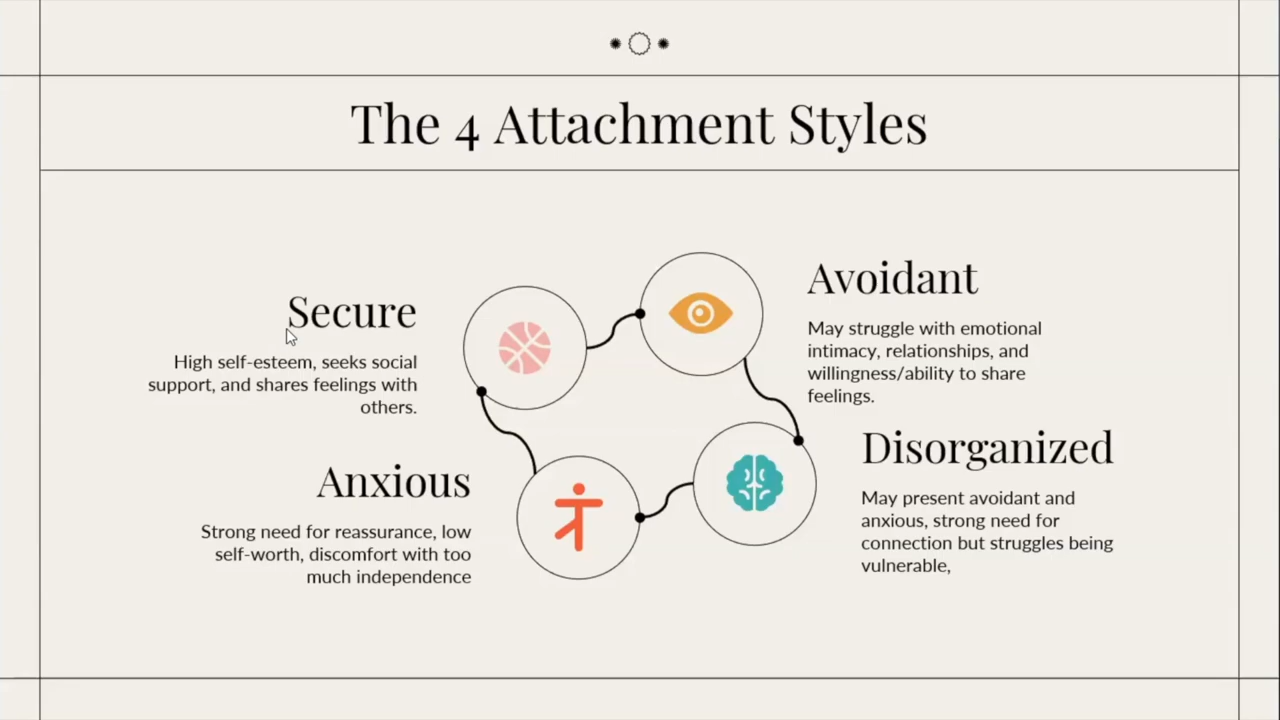 The 4 Attachment Styles
Secure
High self-esteem, seeks social
support, and shares feelings with
others.
Avoidant
May struggle with emotional
intimacy, relationships, and
willingness/ability to share
feelings.
Anxious
Strong need for reassurance, low
self-worth, discomfort with too
much independence
Disorganized
May present avoidant and
anxious, strong need for
connection but struggles being
vulnerable,